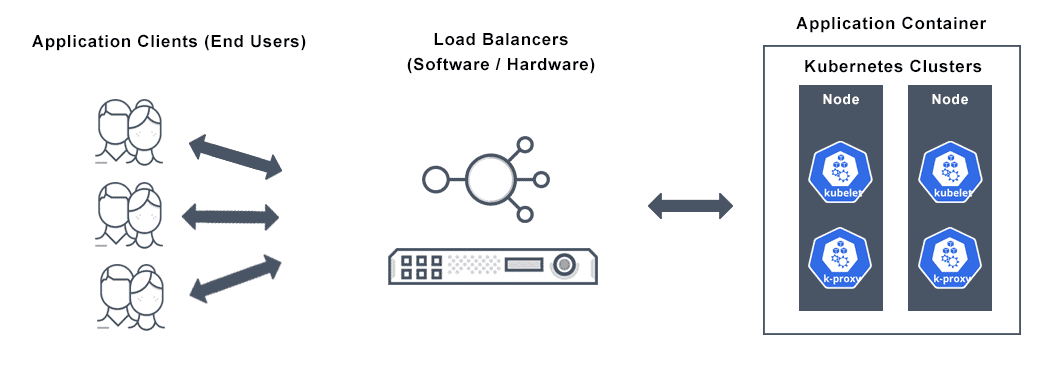 Application Clients (End Users)
Load Balancers
(Software / Hardware)
Application Container
Kubernetes Clusters
Node
kubelet
k-proxy
Node
kubelet
k-proxy